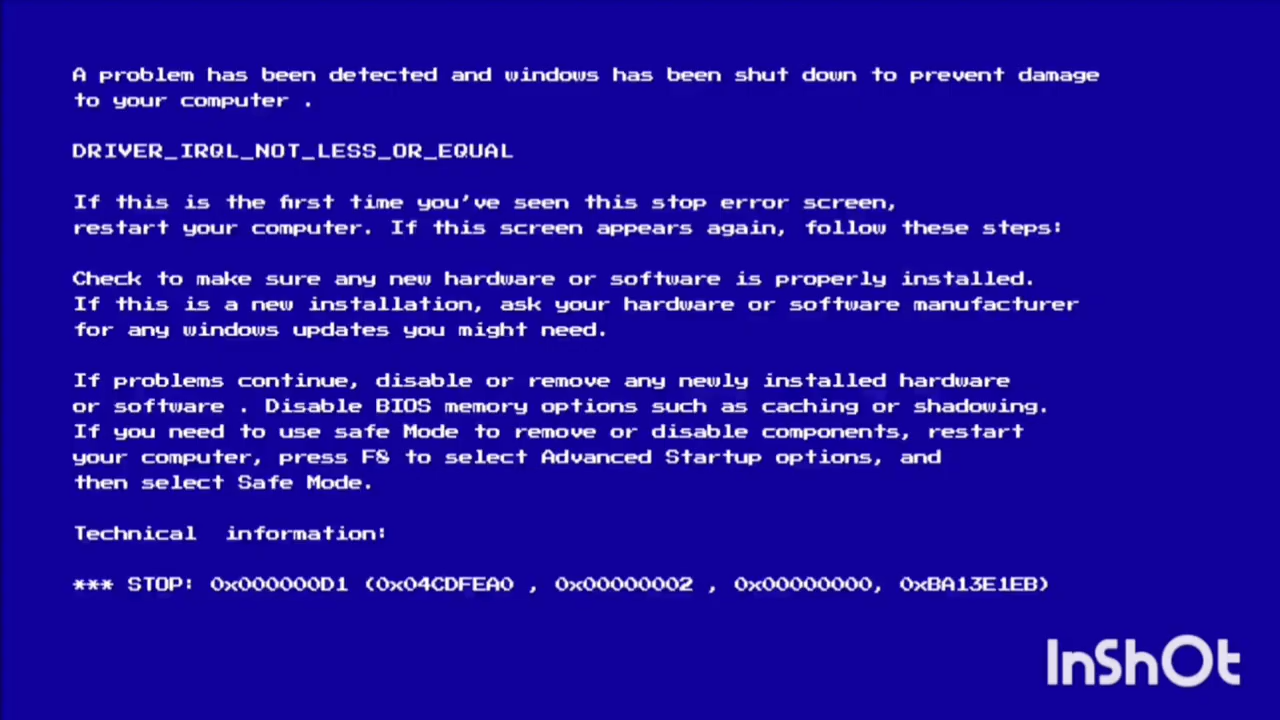 A problem has been detected and windows has been shut down to prevent damage
to your computer .
DRIVER_IRQL_NOT_LESS_OR_EQUAL
If this is the first time you've seen this stop error screen,
restart your computer. If this screen appears again, follow these steps:
Check to make sure any new hardware or software is properly installed.
If this is a new installation, ask your hardware or software manufacturer
for any windows updates you might need.
If problems continue, disable or remove any newly installed hardware
or software . Disable BIOS memory options such as caching or shadowing.
If you need to use safe Mode to remove or disable components, restart
your computer, press F8 to select Advanced Startup options, and
then select Safe Mode.
Technical  information:
*** STOP: 0x000000D1 (0x04CDFEA0 , 0x00000002 , 0x00000000, 0xBA13E1EB)
InShOt